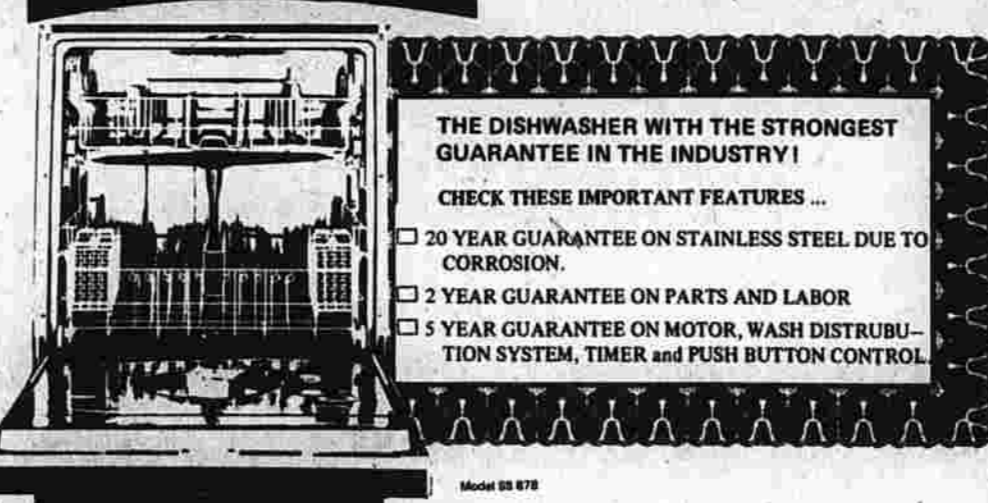 THE DISHWASHER WITH THE STRONGEST
GUARANTEE IN THE INDUSTRY!
CHECK THESE IMPORTANT FEATURES ...
☐ 20 YEAR GUARANTEE ON STAINLESS STEEL DUE TO
CORROSION.
☐ 2 YEAR GUARANTEE ON PARTS AND LABOR
☐ 5 YEAR GUARANTEE ON MOTOR, WASH DISTRUBU–
TION SYSTEM, TIMER and PUSH BUTTON CONTROL.
Model SS 878